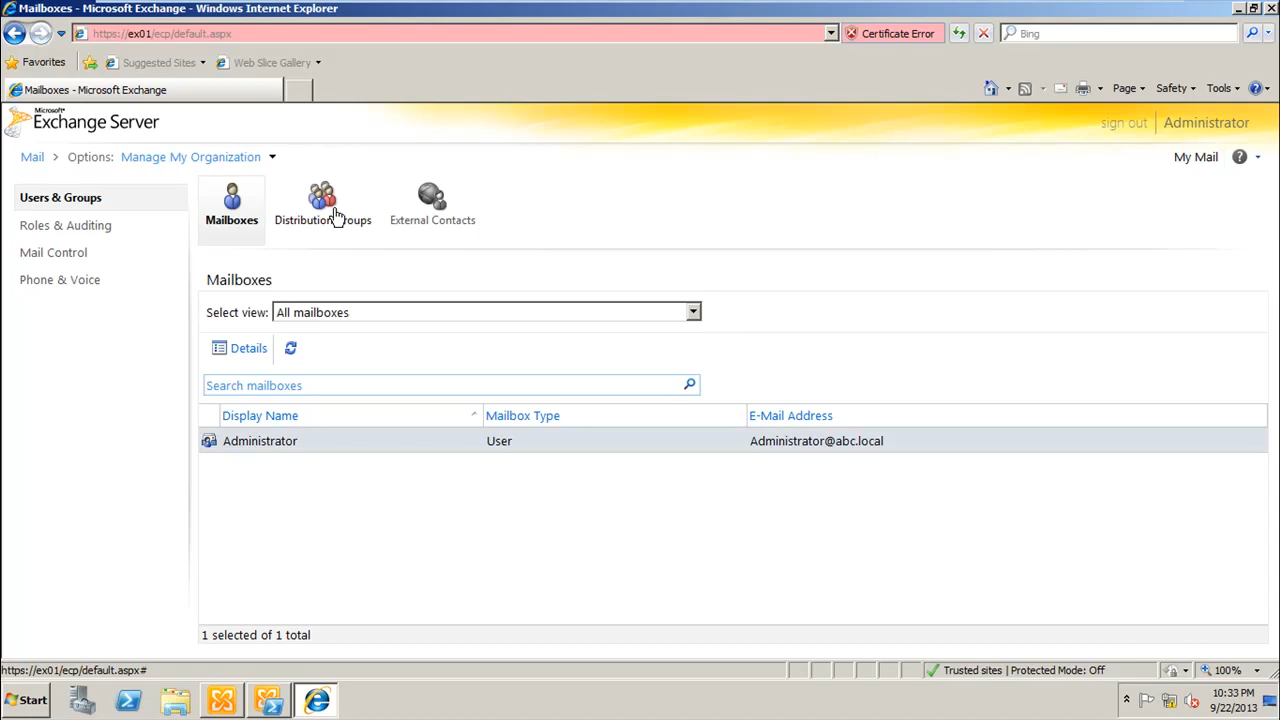 Mailboxes - Microsoft Exchange - Windows Internet Explorer
https://ex01/ecp/default.aspx
Certificate Error
Bing
Favorites
Suggested Sites
Web Slice Gallery
Mailboxes - Microsoft Exchange
Page
Safety
Tools
Microsoft
Exchange Server
sign out
Administrator
Mail > Options: Manage My Organization
My Mail
Users & Groups
Roles & Auditing
Mail Control
Phone & Voice
Mailboxes
External Contacts
Mailboxes
Select view: All mailboxes
Details
Search mailboxes
Display Name
Mailbox Type
E-Mail Address
Administrator
User
Administrator@abc.local
1 selected of 1 total
https://ex01/ecp/default.aspx#
Trusted sites | Protected Mode: Off
100%
Start
10:33 PM
9/22/2013